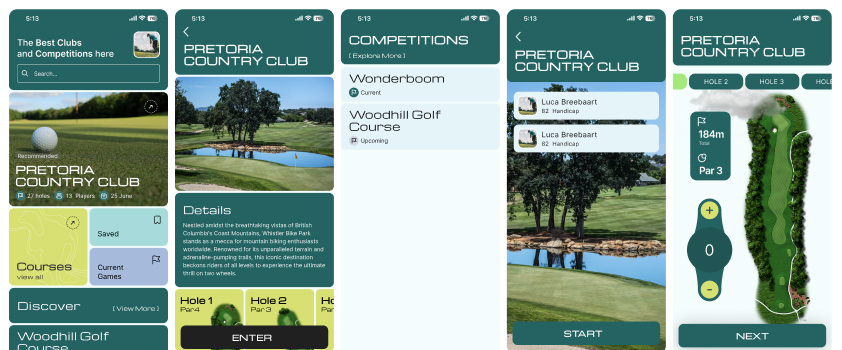 5:13
The Best Clubs
and Competitions here
Search...
Recommended
PRETORIA
COUNTRY CLUB
27 holes
13 Players
25 June
Courses
view all
Saved
Current
Games
Discover
[ View More ]
Woodhill Golf
Course
5:13
PRETORIA
COUNTRY CLUB
Details
Nestled amidst the breathtaking vistas of British
Columbia's Coast Mountains, Whistler Bike Park
stands as a mecca for mountain biking enthusiasts
worldwide. Renowned for its unparalleled terrain and
adrenaline-pumping trails, this iconic destination
beckons riders of all levels to experience the ultimate
thrill on two wheels.
Hole 1
Par4
Hole 2
Par3
Ho
ENTER
5:13
COMPETITIONS
[ Explore More ]
Wonderboom
Current
Woodhill Golf
Course
Upcoming
5:13
PRETORIA
COUNTRY CLUB
Luca Breebaart
82 Handicap
Luca Breebaart
82 Handicap
START
5:13
PRETORIA
COUNTRY CLUB
HOLE 2
HOLE 3
HOLE
184m
Total
Par 3
+
0
-
NEXT